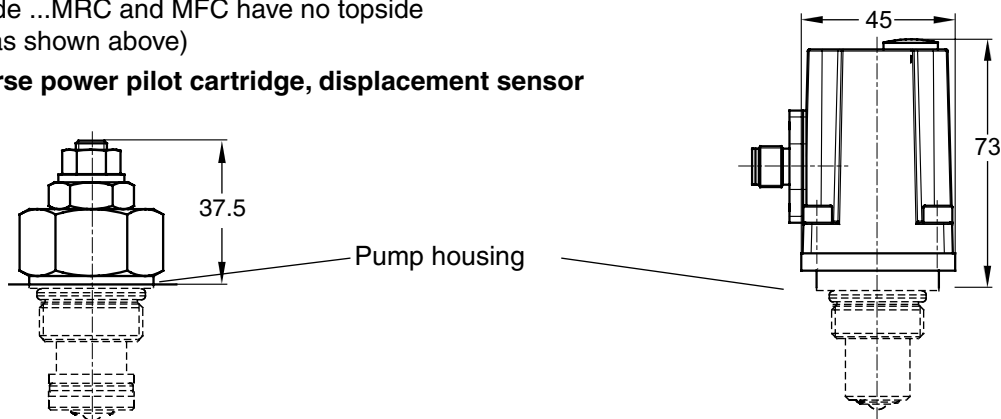 ...MRC and MFC have no topside
as shown above)
power pilot cartridge, displacement sensor
45
73
37.5
Pump housing